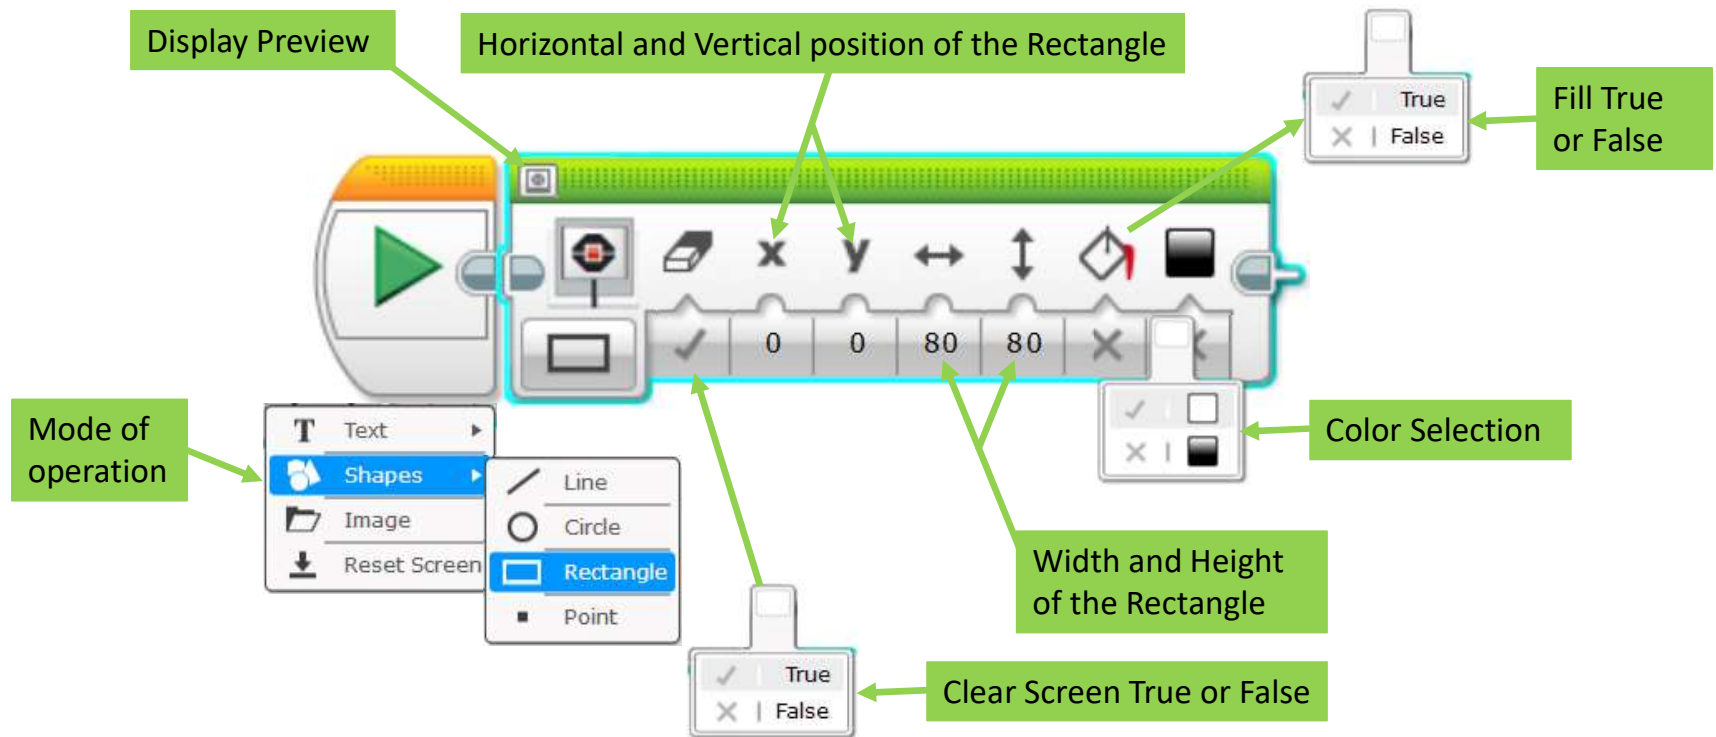 Display Preview
Horizontal and Vertical position of the Rectangle
True
False
Fill True
or False
x y
0 0 80 80
Mode of
operation
T Text
Shapes
Image
Reset Screen
Line
Circle
Rectangle
Point
Color Selection
Width and Height
of the Rectangle
True
False
Clear Screen True or False